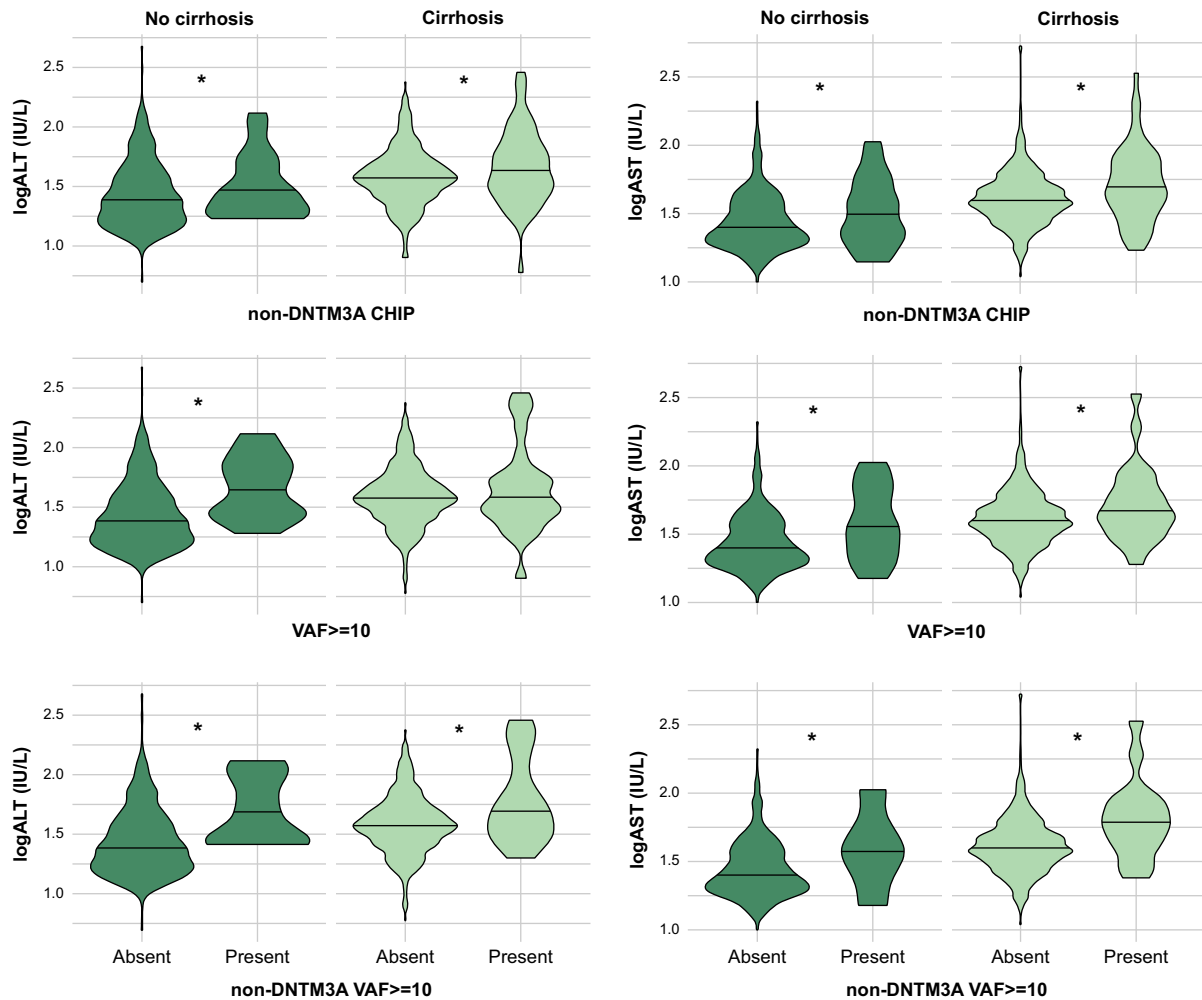 No cirrhosis
Cirrhosis
logALT (IU/L)
2.5
2.0
1.5
1.0
*
*
non-DNTM3A CHIP
No cirrhosis
Cirrhosis
logAST (IU/L)
2.5
2.0
1.5
1.0
*
*
non-DNTM3A CHIP
logALT (IU/L)
2.5
2.0
1.5
1.0
*
VAF>=10
logAST (IU/L)
2.5
2.0
1.5
1.0
*
*
VAF>=10
logALT (IU/L)
2.5
2.0
1.5
1.0
*
*
Absent
Present
Absent
Present
non-DNTM3A VAF>=10
logAST (IU/L)
2.5
2.0
1.5
1.0
*
*
Absent
Present
Absent
Present
non-DNTM3A VAF>=10